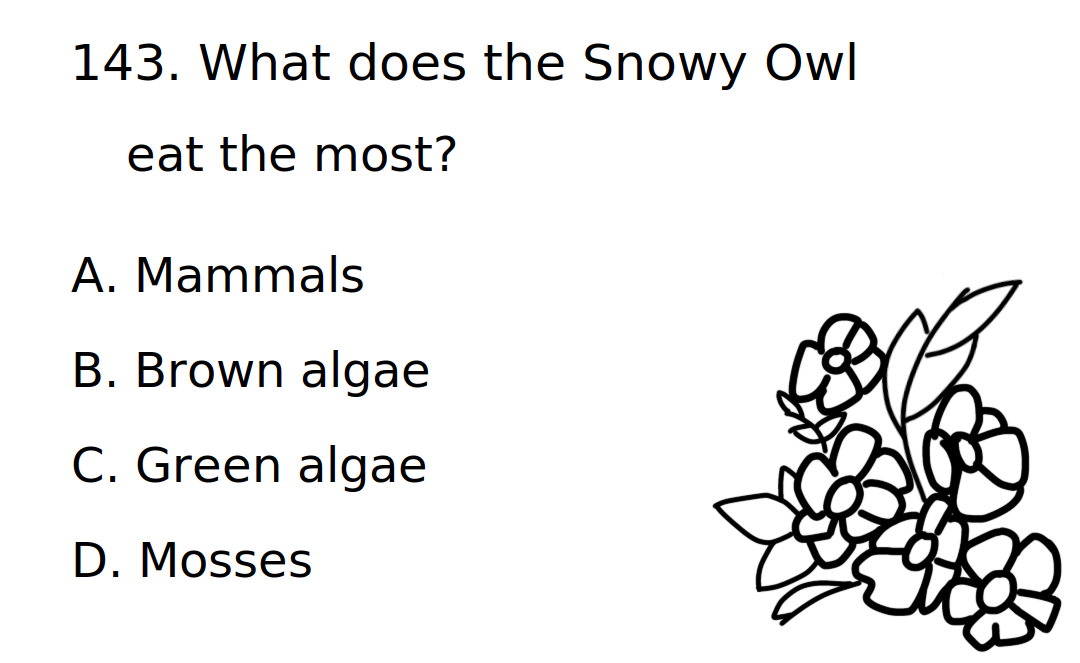 143. What does the Snowy Owl
eat the most?
A. Mammals
B. Brown algae
C. Green algae
D. Mosses